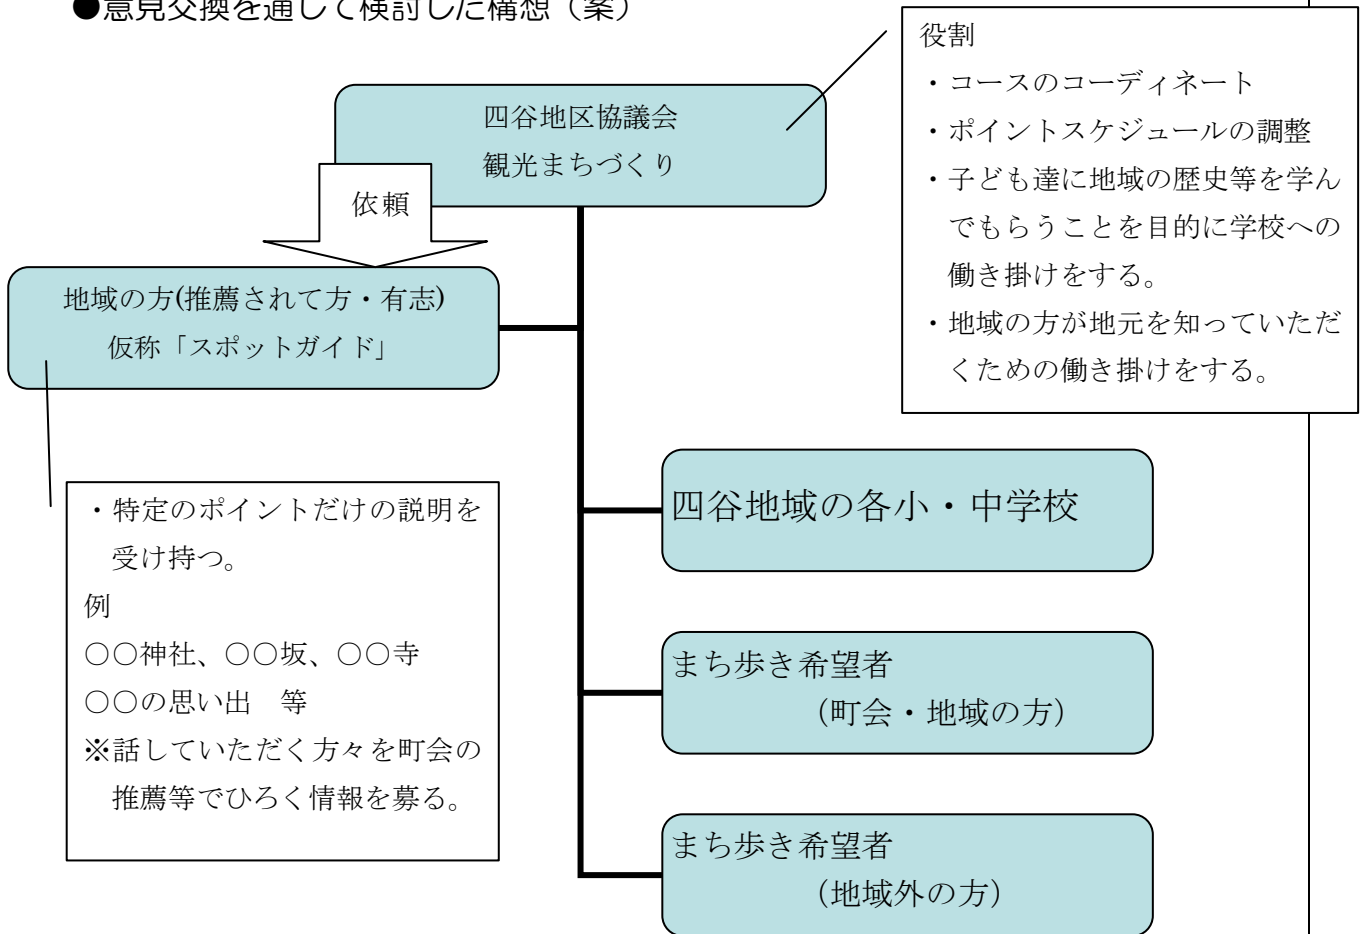 ●意見交換を通して検討した構想（案）
役割
・コースのコーディネート
・ポイントスケジュールの調整
・子ども達に地域の歴史等を学ん
でもらうことを目的に学校への
働き掛けをする。
・地域の方が地元を知っていただ
くための働き掛けをする。
四谷地区協議会
観光まちづくり
依頼
地域の方(推薦されて方・有志)
仮称「スポットガイド」
・特定のポイントだけの説明を
受け持つ。
例
○○神社、○○坂、○○寺
○○の思い出　等
※話していただく方々を町会の
推薦等でひろく情報を募る。
四谷地域の各小・中学校
まち歩き希望者
（町会・地域の方）
まち歩き希望者
（地域外の方）